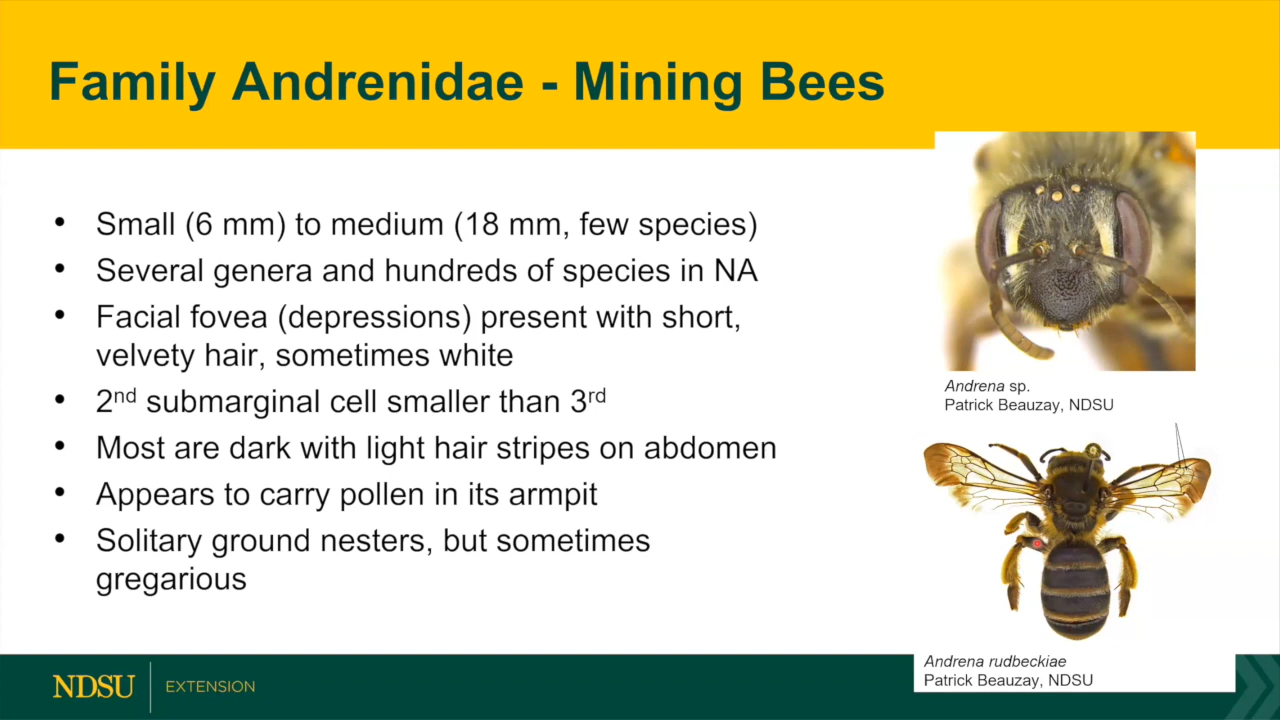 Family Andrenidae - Mining Bees
• Small (6 mm) to medium (18 mm, few species)
• Several genera and hundreds of species in NA
• Facial fovea (depressions) present with short,
velvety hair, sometimes white
• 2nd submarginal cell smaller than 3rd
• Most are dark with light hair stripes on abdomen
• Appears to carry pollen in its armpit
• Solitary ground nesters, but sometimes
gregarious
Andrena sp.
Patrick Beauzay, NDSU
Andrena rudbeckiae
Patrick Beauzay, NDSU
NDSU EXTENSION